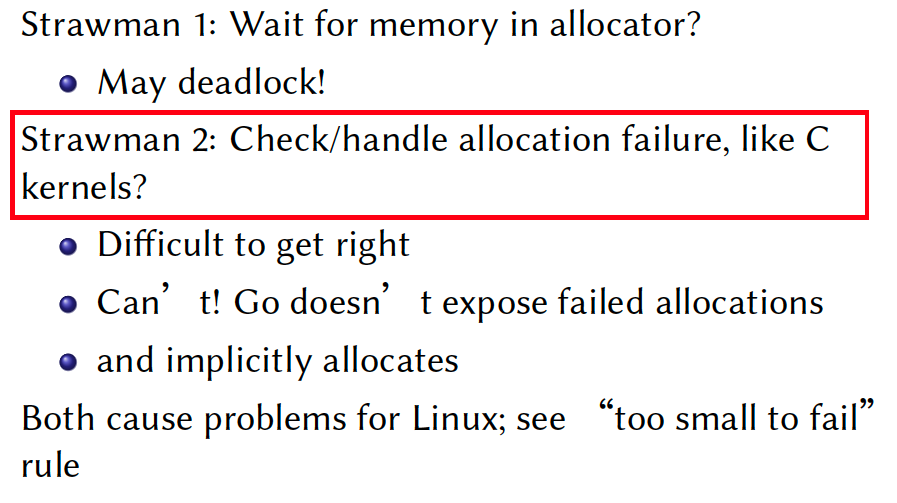 Strawman 1: Wait for memory in allocator?
May deadlock!
Strawman 2: Check/handle allocation failure, like C
kernels?
Difficult to get right
Can’t! Go doesn’t expose failed allocations
and implicitly allocates
Both cause problems for Linux; see “too small to fail”
rule